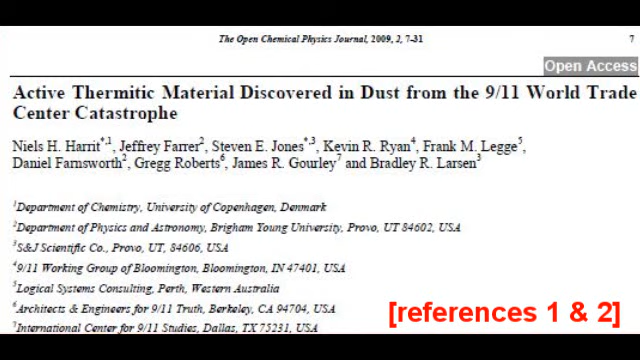 The Open Chemical Physics Journal, 2009, 2, 7-31 7
Open Access
Active Thermitic Material Discovered in Dust from the 9/11 World Trade
Center Catastrophe
Niels H. Harrit*,1, Jeffrey Farrer2, Steven E. Jones*,3, Kevin R. Ryan4, Frank M. Legge5,
Daniel Farnsworth2, Gregg Roberts6, James R. Gourley7 and Bradley R. Larsen3
1Department of Chemistry, University of Copenhagen, Denmark
2Department of Physics and Astronomy, Brigham Young University, Provo, UT 84602, USA
3S&J Scientific Co., Provo, UT, 84606, USA
49/11 Working Group of Bloomington, Bloomington, IN 47401, USA
5Logical Systems Consulting, Perth, Western Australia
6Architects & Engineers for 9/11 Truth, Berkeley, CA 94704, USA
7International Center for 9/11 Studies, Dallas, TX 75231, USA
[references 1 & 2]